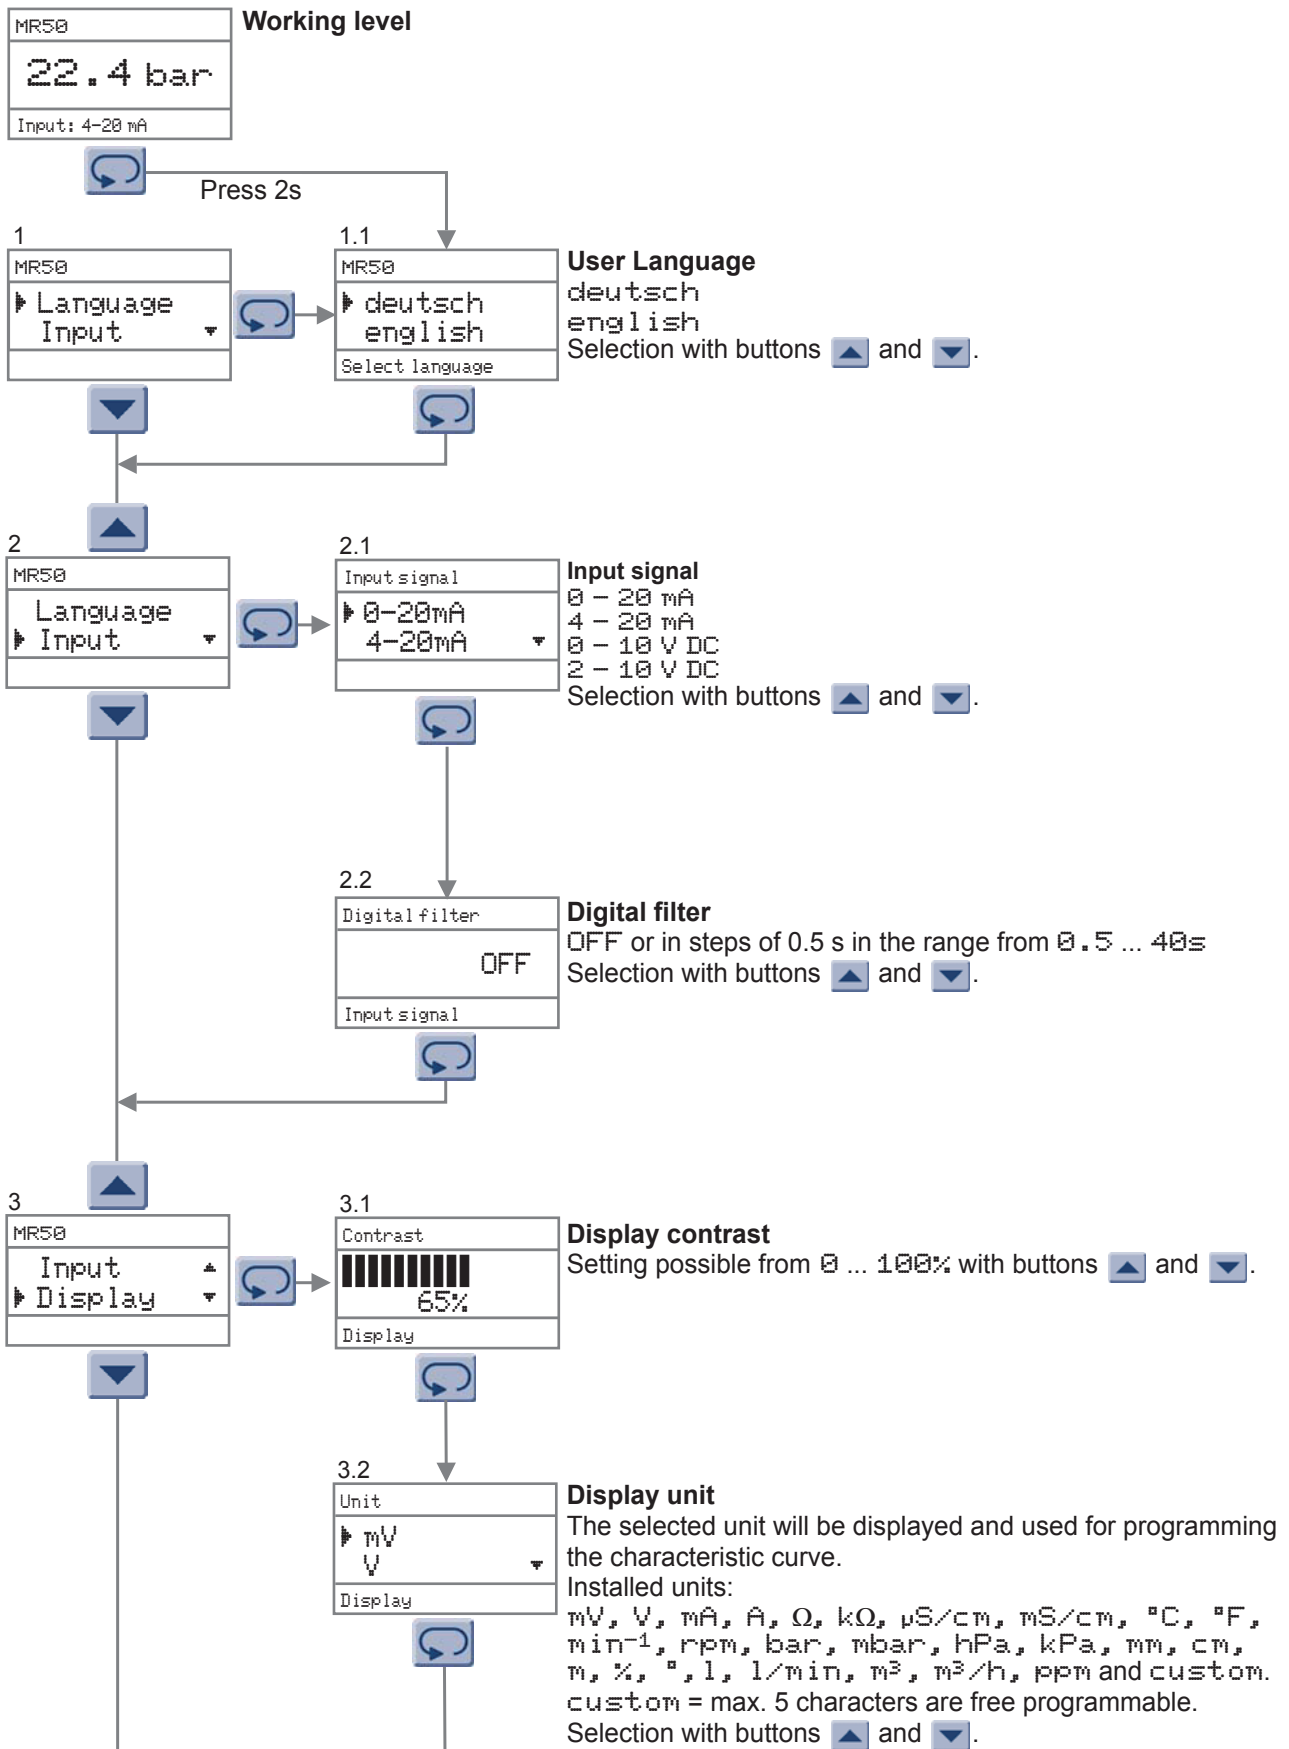 MR50
Working level
22.4 bar
Input: 4-20 mA
Press 2s
1
MR50
Language
Input
1.1
MR50
deutsch
english
Select language
User Language
deutsch
english
Selection with buttons and .
2
MR50
Language
Input
2.1
Input signal
0-20mA
4-20mA
Input signal
0 – 20 mA
4 – 20 mA
0 – 10 V DC
2 – 10 V DC
Selection with buttons and .
2.2
Digital filter
OFF
Input signal
Digital filter
OFF or in steps of 0.5 s in the range from 0.5 ... 40s
Selection with buttons and .
3
MR50
Input
Display
3.1
Contrast
65%
Display
Display contrast
Setting possible from 0 ... 100% with buttons and .
3.2
Unit
mV
V
Display
Display unit
The selected unit will be displayed and used for programming
the characteristic curve.
Installed units:
mV, V, mA, A, Ω, kΩ, µS/cm, mS/cm, °C, °F,
min⁻¹, rpm, bar, mbar, hPa, kPa, mm, cm,
m, %, °, l, l/min, m³, m³/h, ppm and custom.
custom = max. 5 characters are free programmable.
Selection with buttons and .